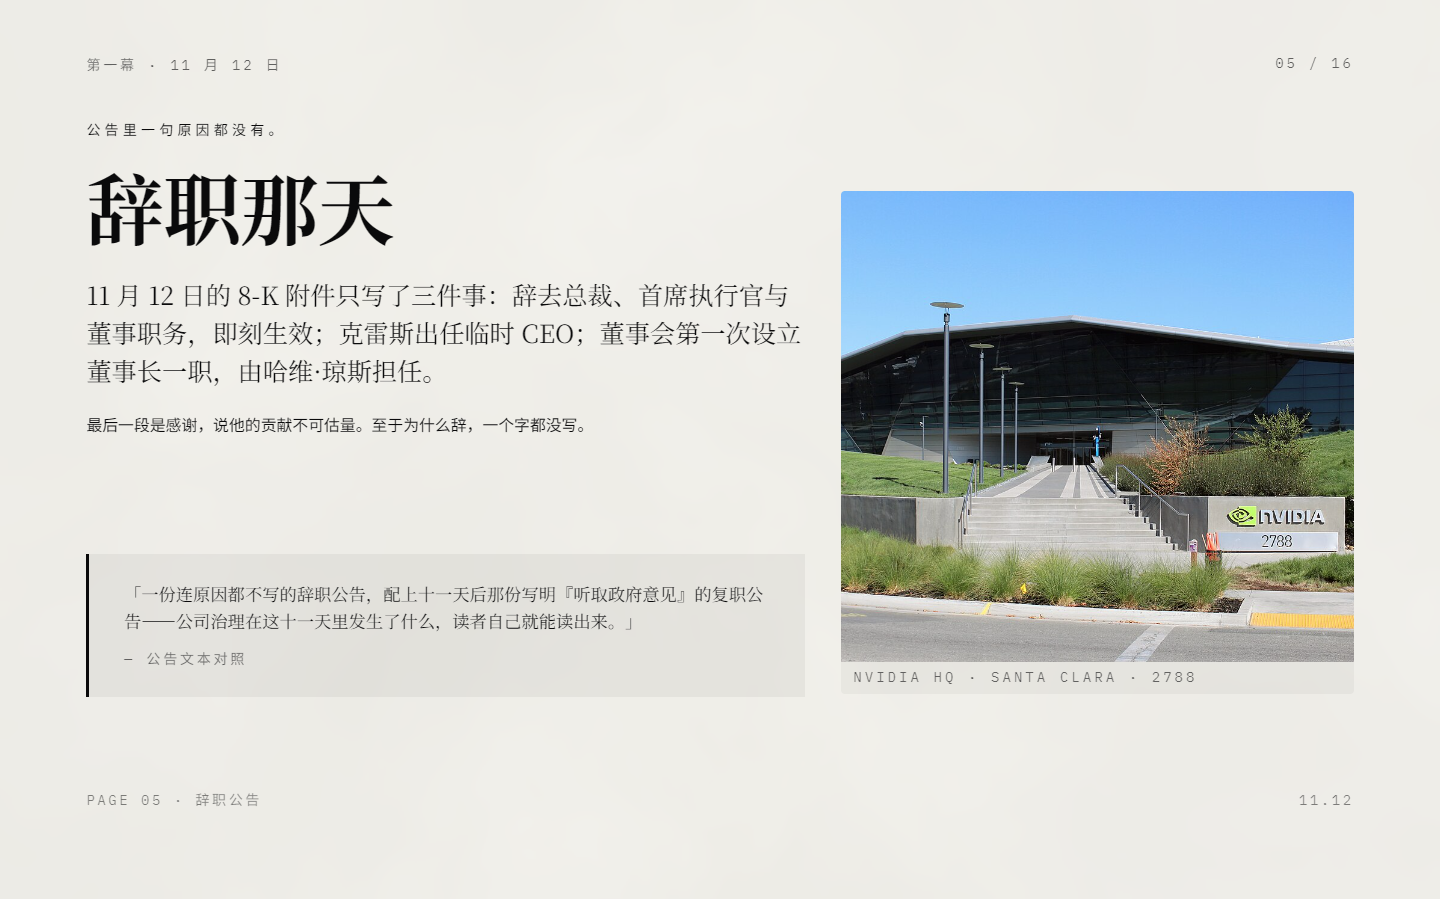 第一幕 · 11 月 12 日
05 / 16
公告里一句原因都没有。
辞职那天
11 月 12 日的 8-K 附件只写了三件事：辞去总裁、首席执行官与
董事职务，即刻生效；克雷斯出任临时 CEO；董事会第一次设立
董事长一职，由哈维·琼斯担任。
最后一段是感谢，说他的贡献不可估量。至于为什么辞，一个字都没写。
「一份连原因都不写的辞职公告，配上十一天后那份写明『听取政府意见』的复职公
告——公司治理在这十一天里发生了什么，读者自己就能读出来。」
— 公告文本对照
NVIDIA
2788
NVIDIA HQ · SANTA CLARA · 2788
PAGE 05 · 辞职公告
11.12